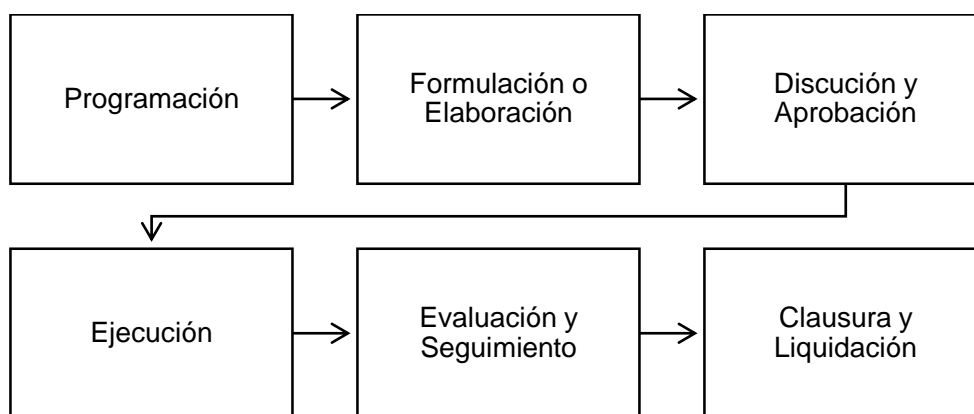 Programación
Formulación o
Elaboración
Discución y
Aprobación
Ejecución
Evaluación y
Seguimiento
Clausura y
Liquidación